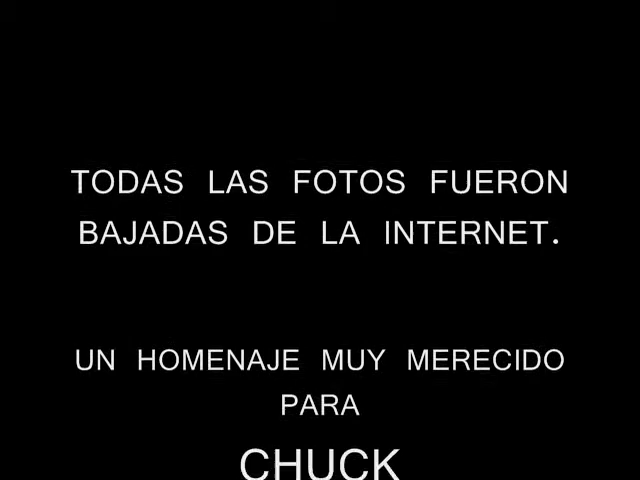 TODAS LAS FOTOS FUERON
BAJADAS DE LA INTERNET.
UN HOMENAJE MUY MERECIDO
PARA
CHUCK